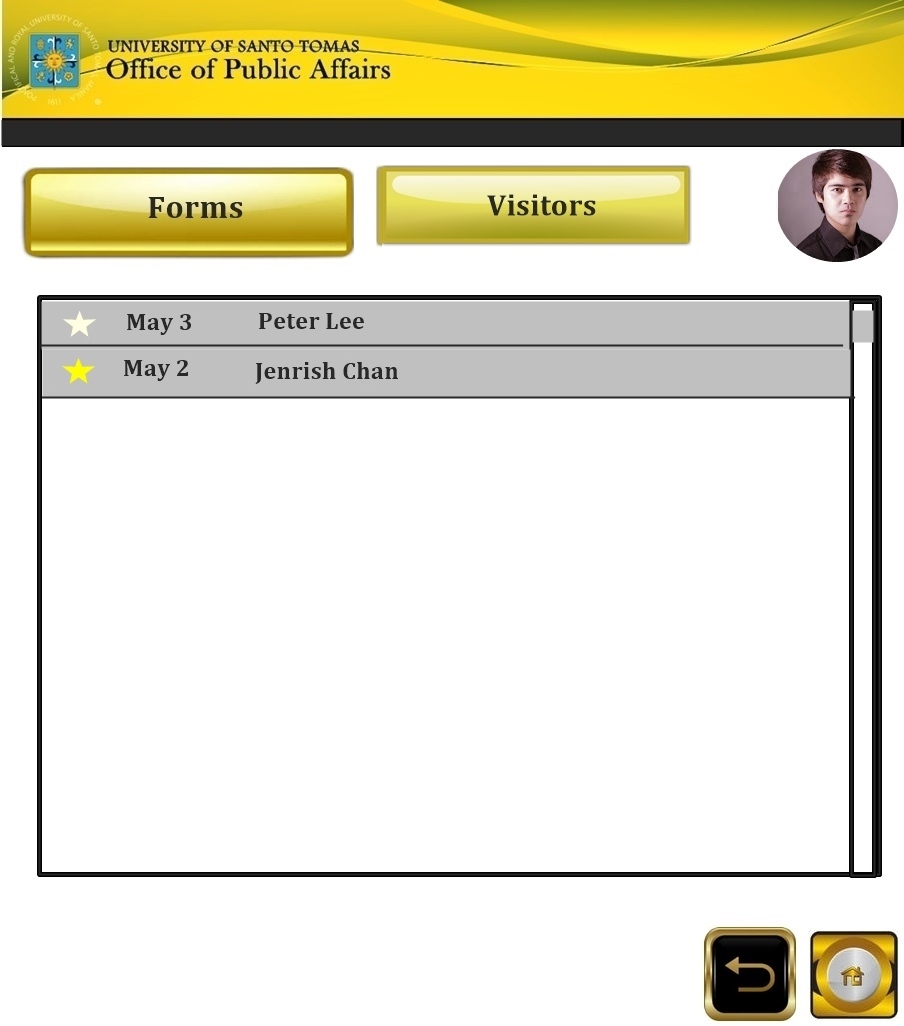 UNIVERSITY OF SANTO TOMAS
Office of Public Affairs
Forms
Visitors
May 3 Peter Lee
May 2 Jenrish Chan